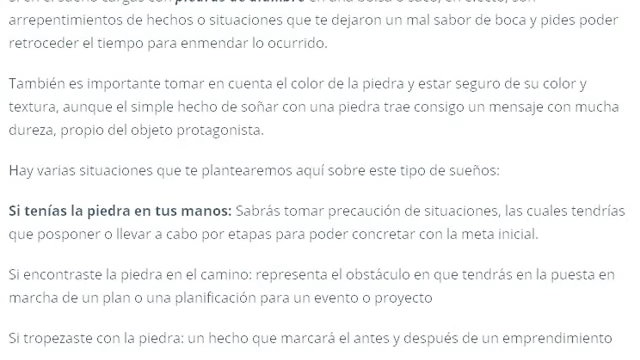 arrepentimientos de hechos o situaciones que te dejaron un mal sabor de boca y pides poder
retroceder el tiempo para enmendar lo ocurrido.
También es importante tomar en cuenta el color de la piedra y estar seguro de su color y
textura, aunque el simple hecho de soñar con una piedra trae consigo un mensaje con mucha
dureza, propio del objeto protagonista.
Hay varias situaciones que te plantearemos aquí sobre este tipo de sueños:
Si tenías la piedra en tus manos: Sabrás tomar precaución de situaciones, las cuales tendrías
que posponer o llevar a cabo por etapas para poder concretar con la meta inicial.
Si encontraste la piedra en el camino: representa el obstáculo en que tendrás en la puesta en
marcha de un plan o una planificación para un evento o proyecto
Si tropezaste con la piedra: un hecho que marcará el antes y después de un emprendimiento